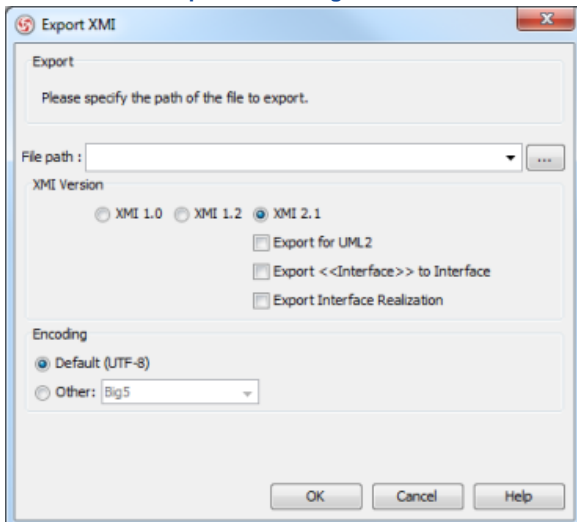 Export XMI
Export
Please specify the path of the file to export.
File path :
...
XMI Version
XMI 1.0 XMI 1.2 XMI 2.1
Export for UML2
Export <<Interface>> to Interface
Export Interface Realization
Encoding
Default (UTF-8)
Other: Big5
OK Cancel Help